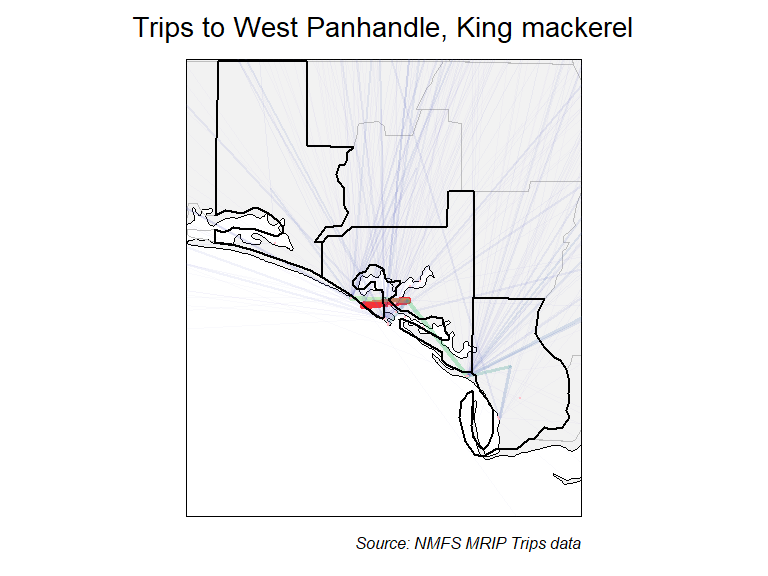 Trips to West Panhandle, King mackerel
Source: NMFS MRIP Trips data